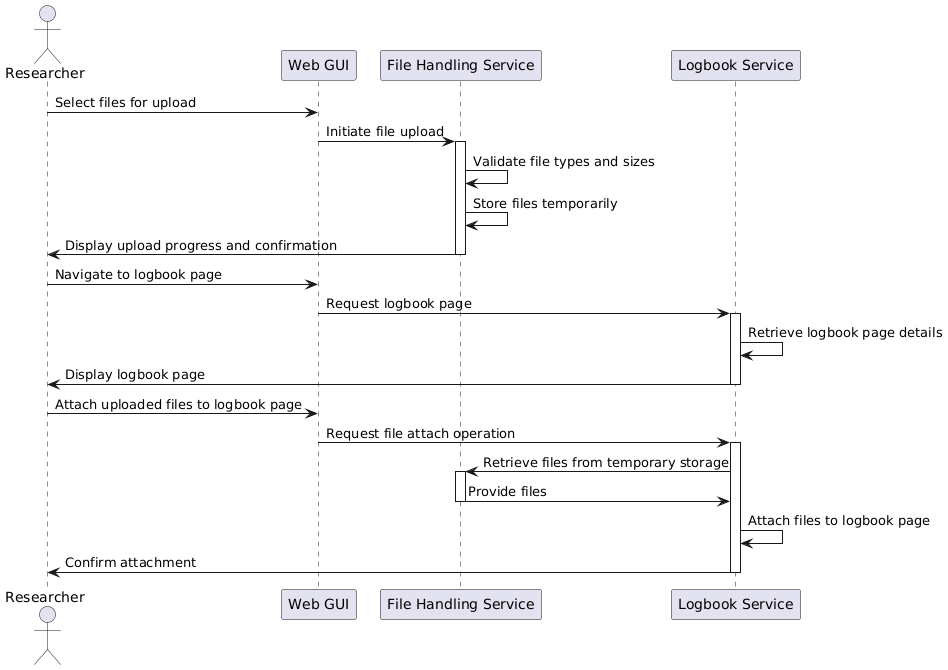 Researcher
Web GUI
File Handling Service
Logbook Service
Select files for upload
Initiate file upload
Validate file types and sizes
Store files temporarily
Display upload progress and confirmation
Navigate to logbook page
Request logbook page
Retrieve logbook page details
Display logbook page
Attach uploaded files to logbook page
Request file attach operation
Retrieve files from temporary storage
Provide files
Attach files to logbook page
Confirm attachment
Researcher
Web GUI
File Handling Service
Logbook Service